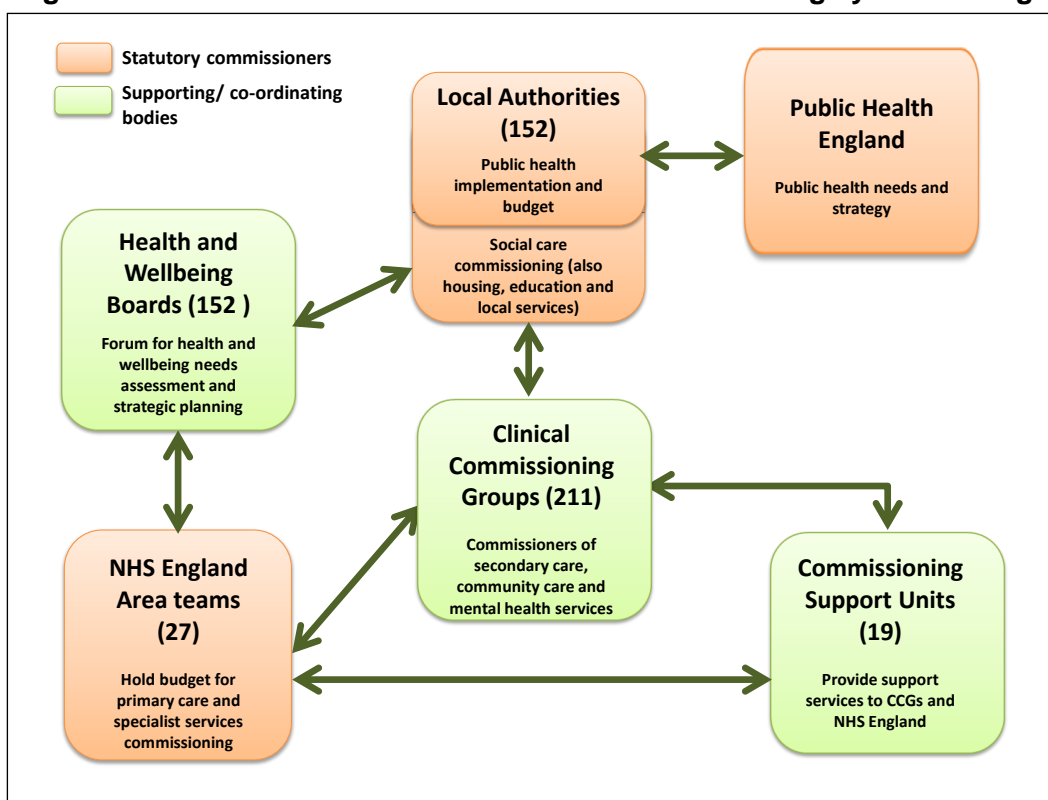 Statutory commissioners
Supporting/ co-ordinating
bodies
Local Authorities
(152)
Public health
implementation and
budget
Social care
commissioning (also
housing, education and
local services)
Public Health
England
Public health needs and
strategy
Health and
Wellbeing
Boards (152 )
Forum for health and
wellbeing needs
assessment and
strategic planning
Clinical
Commissioning
Groups (211)
Commissioners of
secondary care,
community care and
mental health services
NHS England
Area teams
(27)
Hold budget for
primary care and
specialist services
commissioning
Commissioning
Support Units
(19)
Provide support
services to CCGs and
NHS England